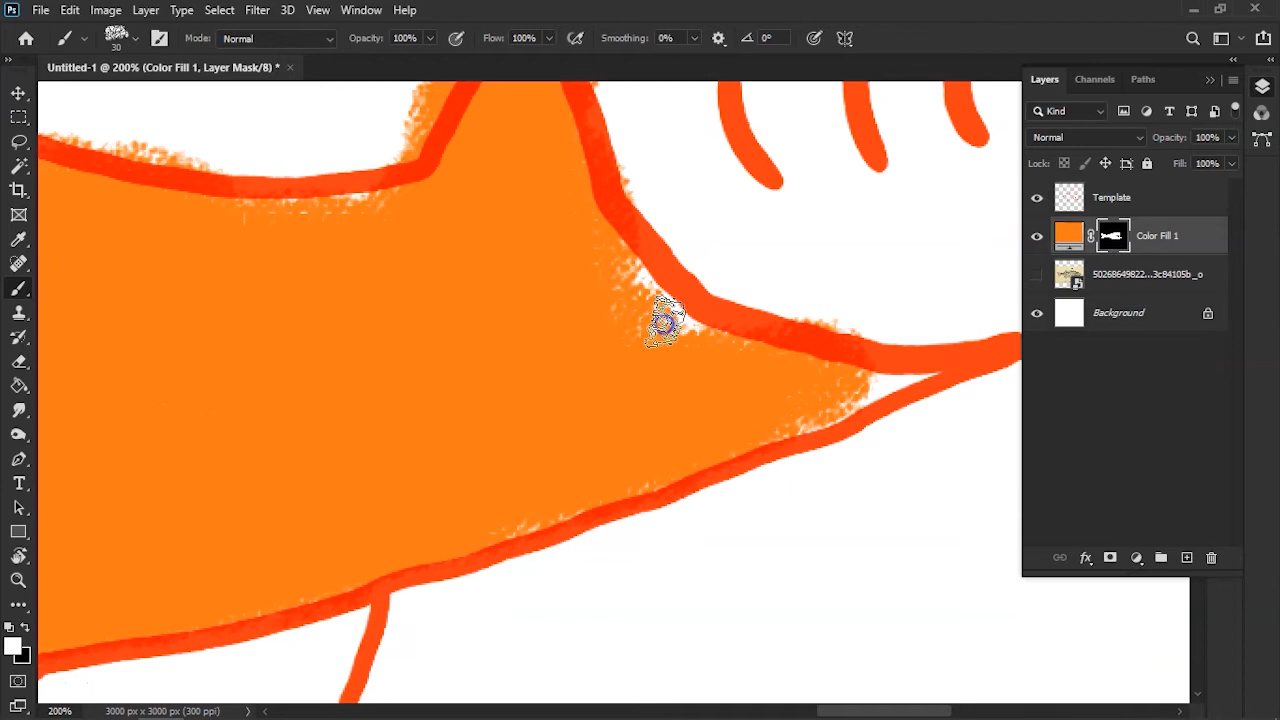 Ps File Edit Image Layer Type Select Filter 3D View Window Help
30 Mode: Normal Opacity: 100% Flow: 100% Smoothing: 0% 0°
Untitled-1 @ 200% (Color Fill 1, Layer Mask/8) *
Layers Channels Paths
Kind
Normal Opacity: 100%
Lock: Fill: 100%
Template
Color Fill 1
50268649822...3c84105b_o
Background
fx
T
200% 3000 px x 3000 px (300 ppi)